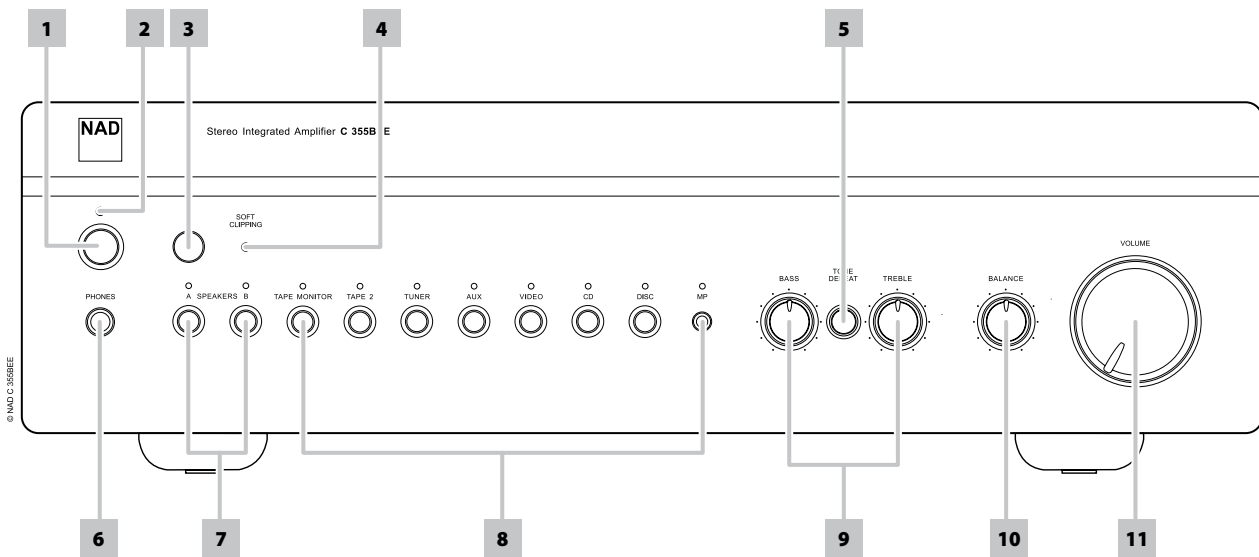 1 2 3 4 5
NAD
Stereo Integrated Amplifier C 355B E
SOFT
CLIPPING
VOLUME
PHONES
A SPEAKERS B
TAPE MONITOR
TAPE 2
TUNER
AUX
VIDEO
CD
DISC
MP
BASS
TONE
DEFEAT
TREBLE
BALANCE
© NAD C 355BEE
6 7 8 9 10 11